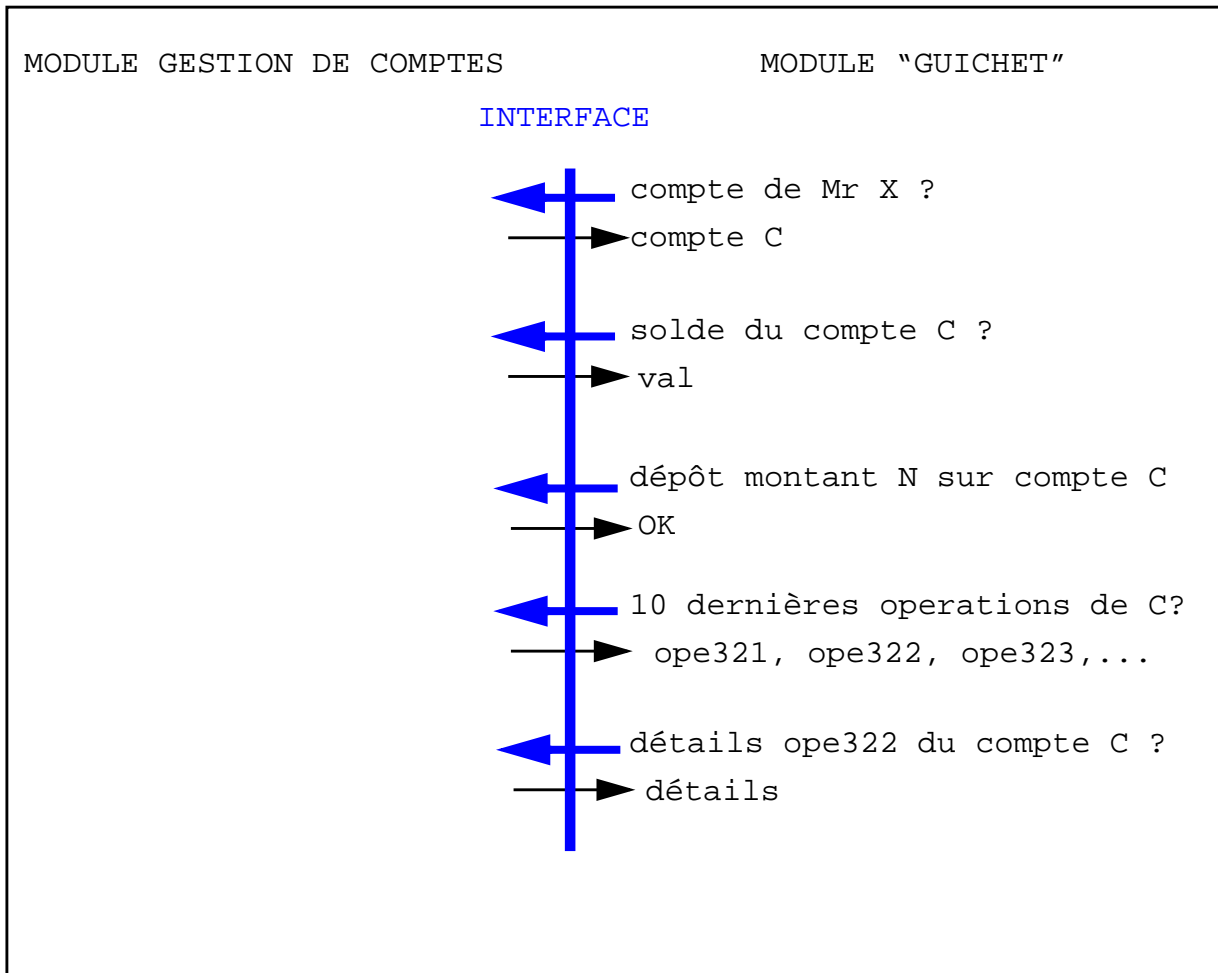 MODULE GESTION DE COMPTES
MODULE “GUICHET”
INTERFACE
compte de Mr X ?
compte C
solde du compte C ?
val
dépôt montant N sur compte C
OK
10 dernières operations de C?
ope321, ope322, ope323,...
détails ope322 du compte C ?
détails